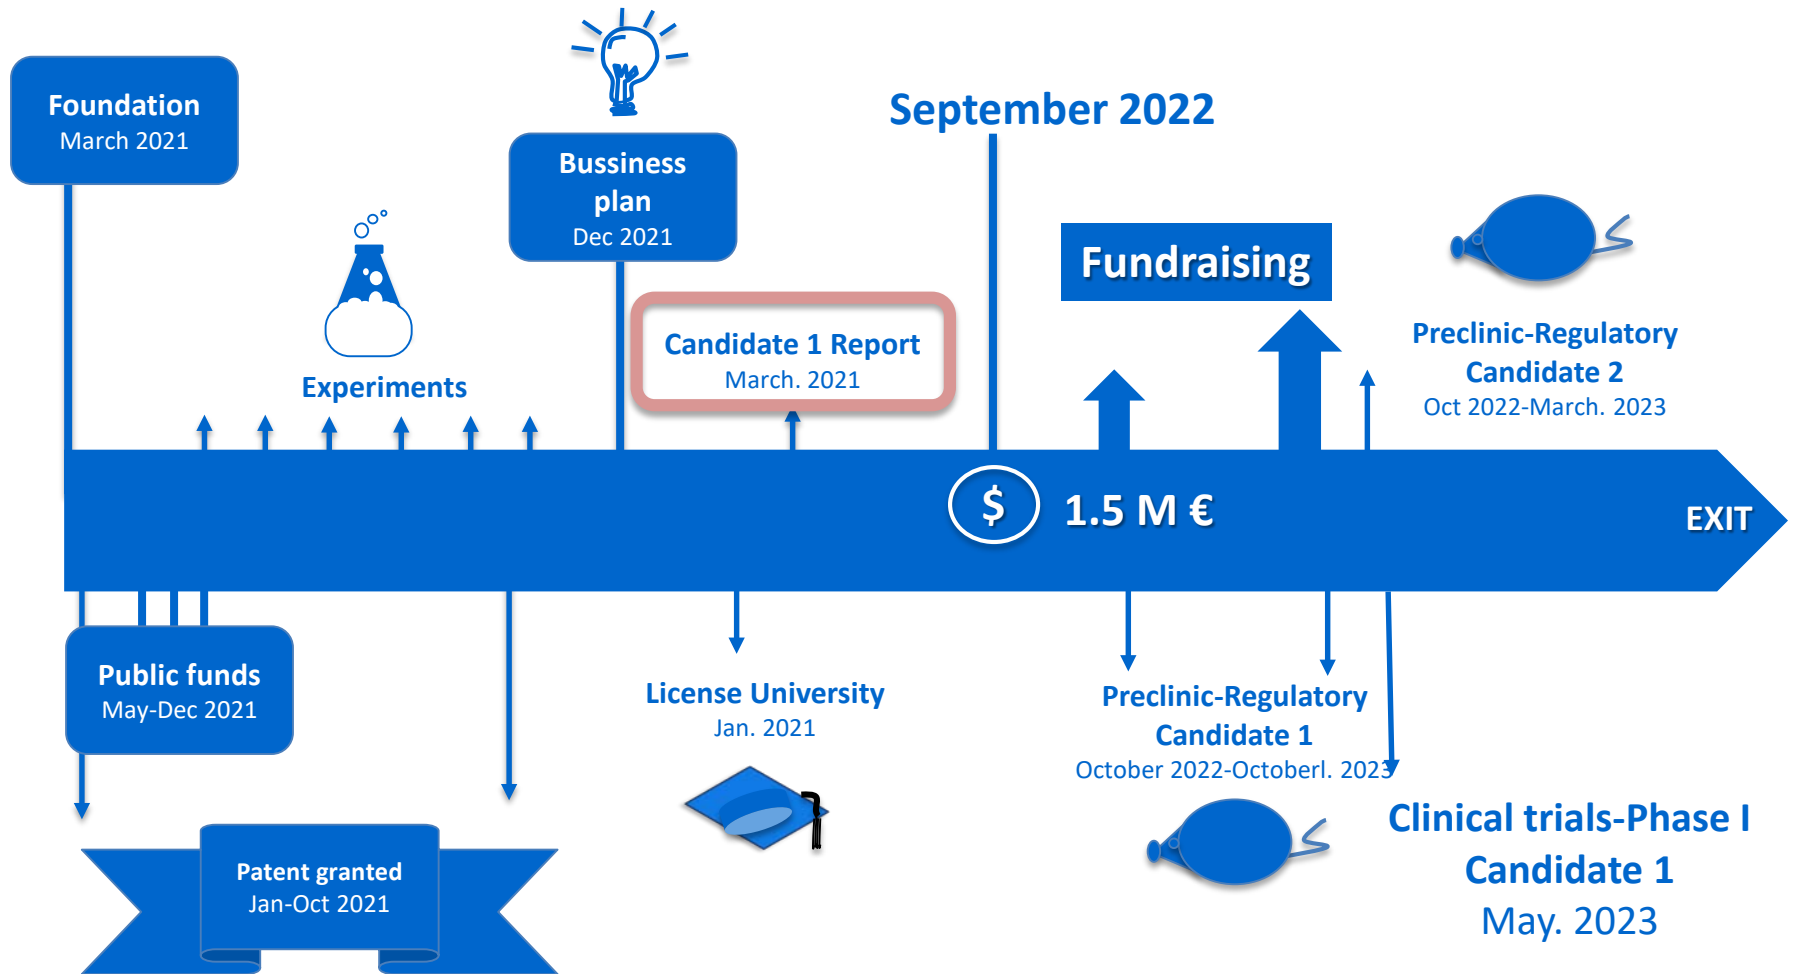 Foundation
March 2021
Bussiness
plan
Dec 2021
September 2022
Experiments
Candidate 1 Report
March. 2021
Fundraising
Preclinic-Regulatory
Candidate 2
Oct 2022-March. 2023
$
1.5 M €
EXIT
Public funds
May-Dec 2021
License University
Jan. 2021
Preclinic-Regulatory
Candidate 1
October 2022-Octoberl. 2023
Patent granted
Jan-Oct 2021
Clinical trials-Phase I
Candidate 1
May. 2023